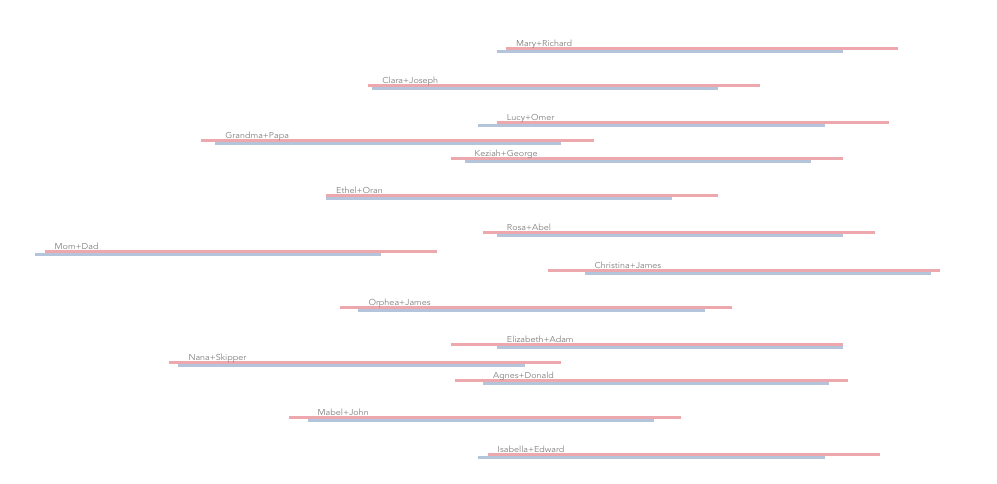 Mary+Richard
Clara+Joseph
Lucy+Omer
Grandma+Papa
Keziah+George
Ethel+Oran
Rosa+Abel
Mom+Dad
Christina+James
Orphea+James
Elizabeth+Adam
Nana+Skipper
Agnes+Donald
Mabel+John
Isabella+Edward